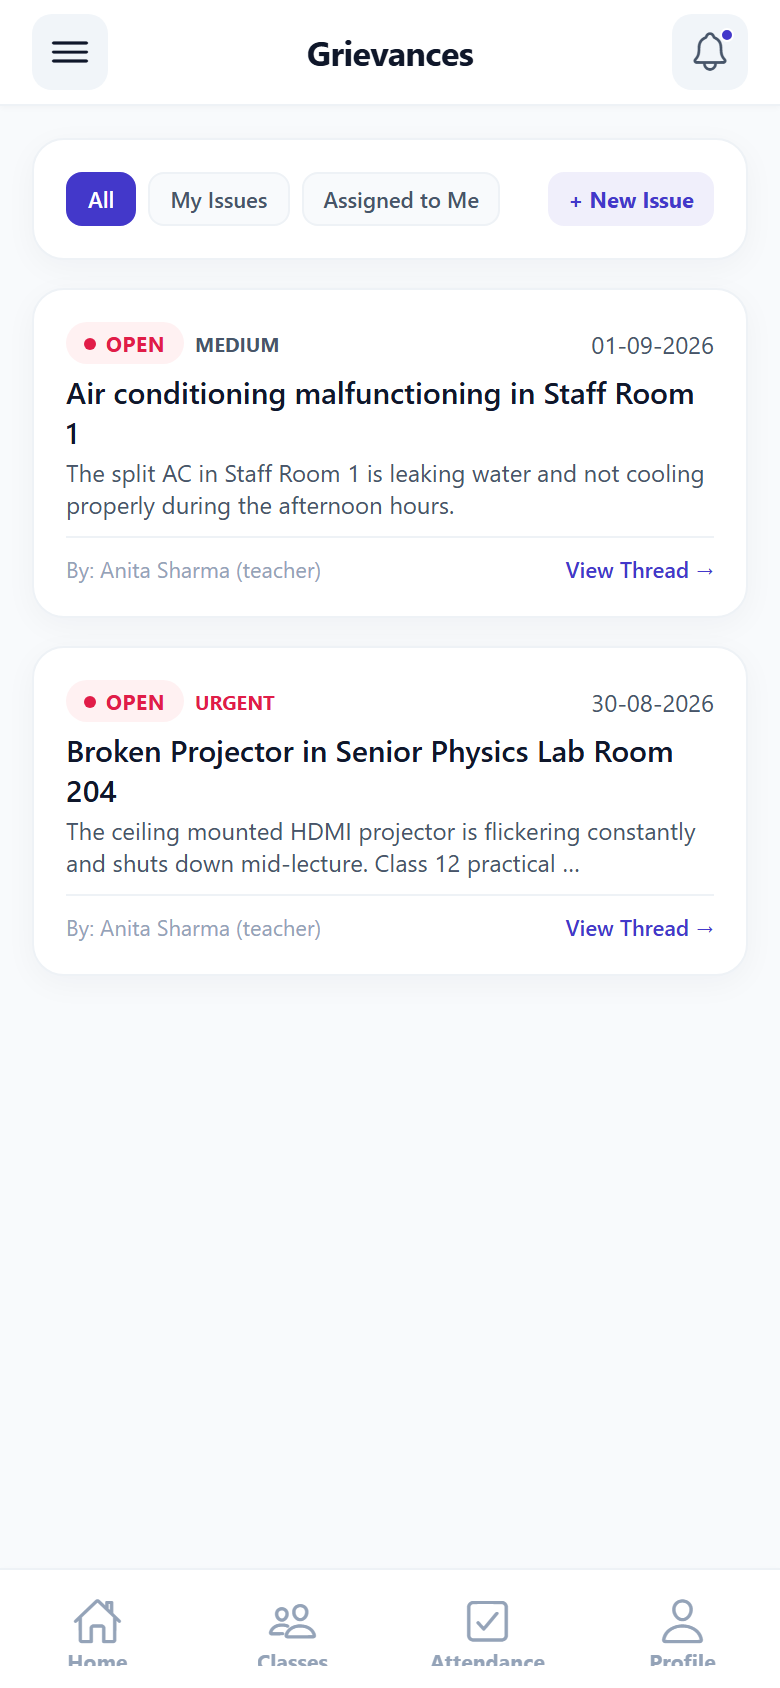 Grievances
All
My Issues
Assigned to Me
+ New Issue
OPEN
MEDIUM
01-09-2026
Air conditioning malfunctioning in Staff Room
1
The split AC in Staff Room 1 is leaking water and not cooling
properly during the afternoon hours.
By: Anita Sharma (teacher)
View Thread →
OPEN
URGENT
30-08-2026
Broken Projector in Senior Physics Lab Room
204
The ceiling mounted HDMI projector is flickering constantly
and shuts down mid-lecture. Class 12 practical ...
By: Anita Sharma (teacher)
View Thread →
Home
Classes
Attendance
Profile